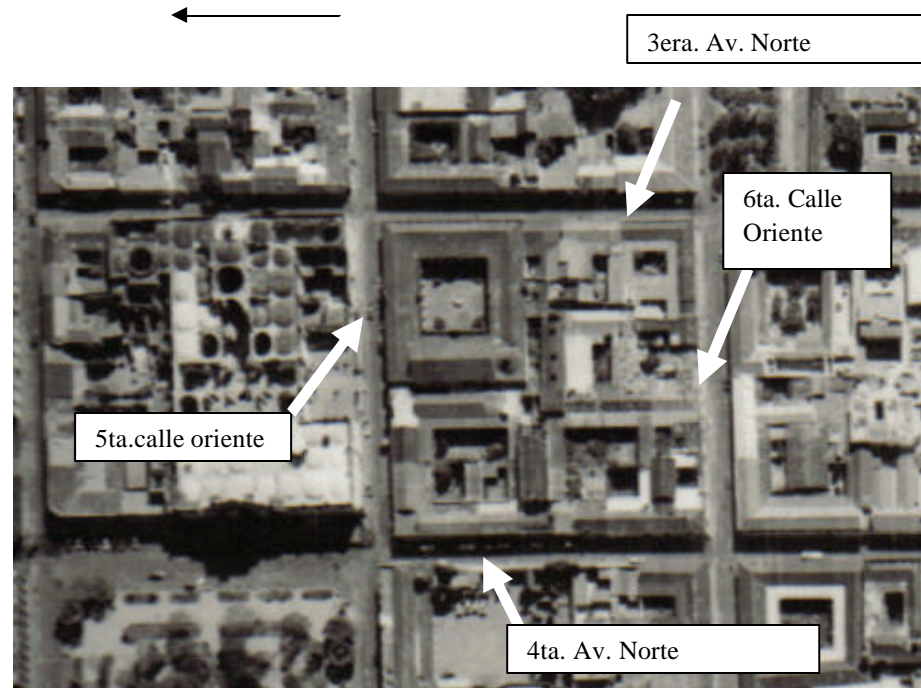 3era. Av. Norte
6ta. Calle
Oriente
5ta.calle oriente
4ta. Av. Norte